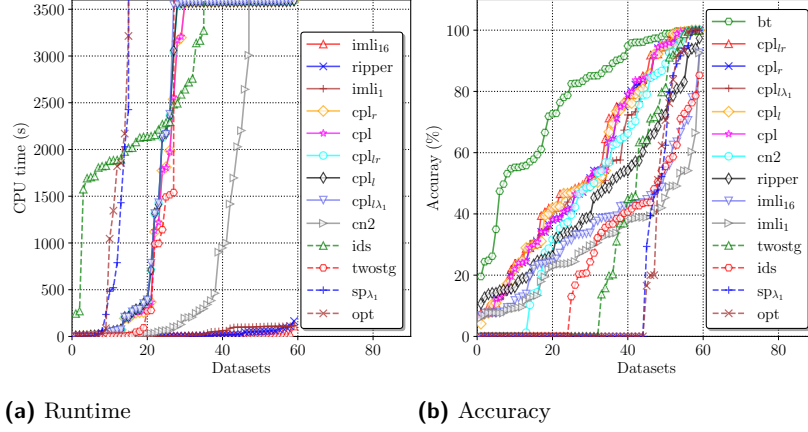 3500
3000
2500
2000
1500
1000
500
0
0
20
40
60
80
CPU time (s)
Datasets
imli₁₆
ripper
imli₁
cplᵣ
cpl
cplₗᵣ
cplₗ
cplₗλ₁
cn2
ids
twostg
spλ₁
opt
(a) Runtime
100
80
60
40
20
0
0
20
40
60
80
Accuray (%)
Datasets
bt
cplₗᵣ
cplᵣ
cplₗλ₁
cplₗ
cpl
cn2
ripper
imli₁₆
imli₁
twostg
ids
spλ₁
opt
(b) Accuracy